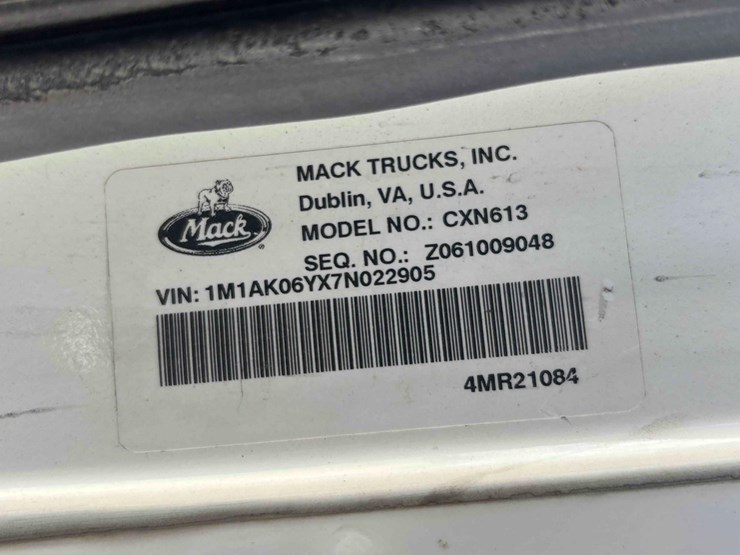 MACK TRUCKS, INC.
Dublin, VA, U.S.A.
Mack
MODEL NO.: CXN613
SEQ. NO.: Z061009048
VIN: 1M1AK06YX7N022905
4MR21084